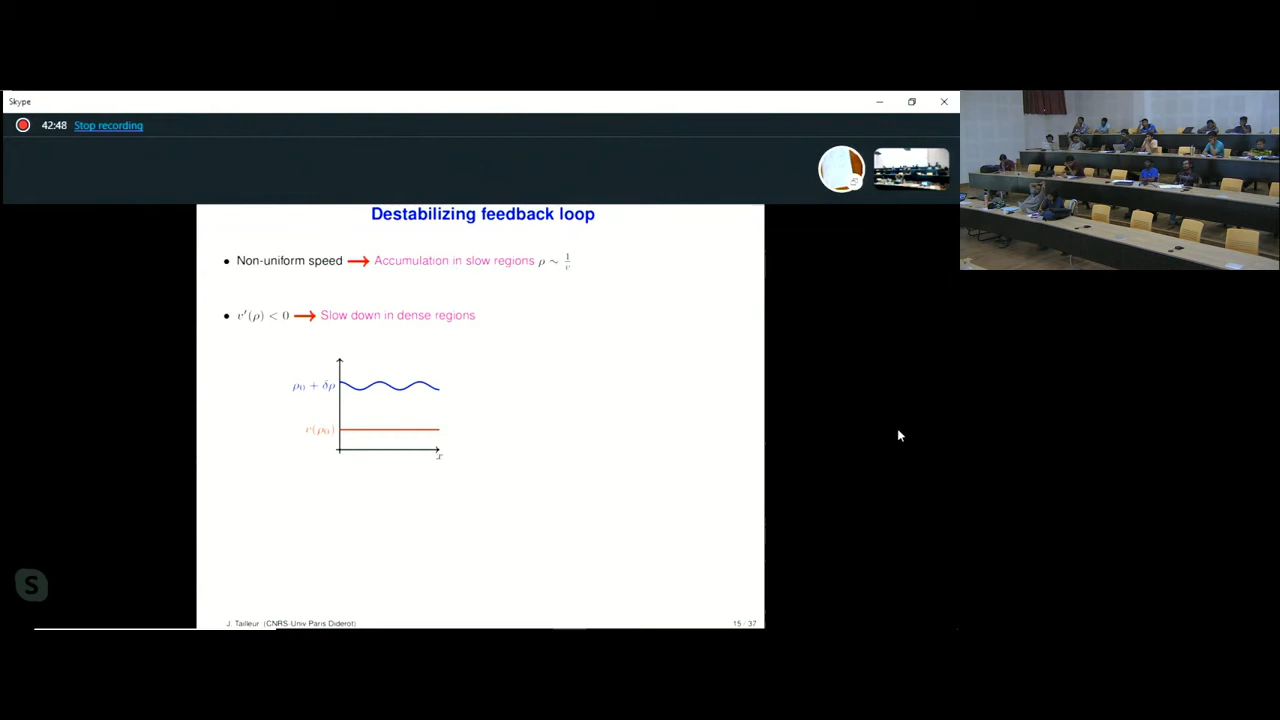 Skype
42:48 Stop recording
Destabilizing feedback loop
• Non-uniform speed → Accumulation in slow regions ρ ∼ 1/v
• v′(ρ) < 0 → Slow down in dense regions
ρ₀ + δρ
v(ρ₀)
x
S
J. Tailleur (CNRS-Univ Paris Diderot)
15 / 37